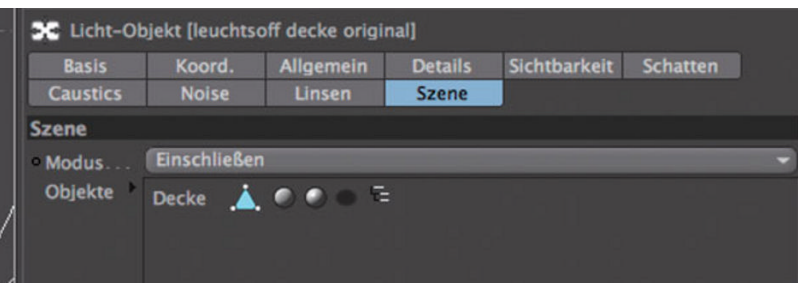 Licht-Objekt [leuchtsoff decke original]
Basis Koord. Allgemein Details Sichtbarkeit Schatten
Caustics Noise Linsen Szene
Szene
Modus... Einschließen
Objekte Decke